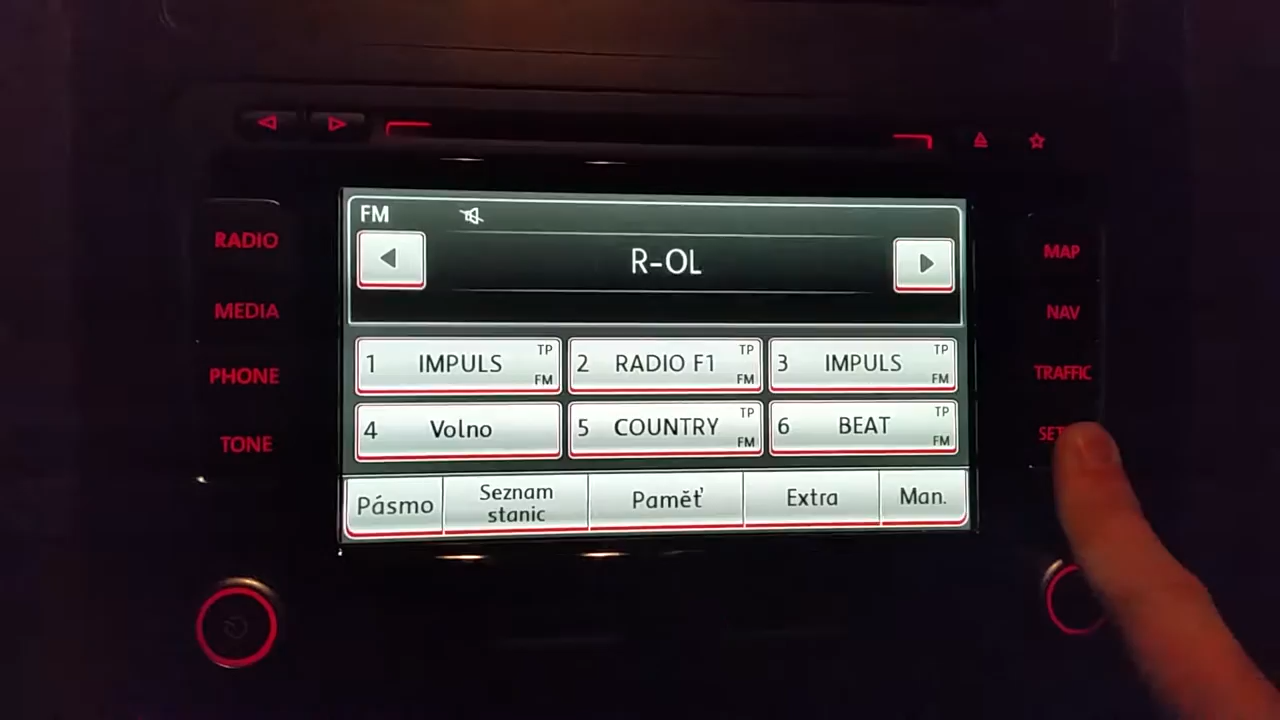 RADIO
MEDIA
PHONE
TONE
FM
R-OL
1 IMPULS TP FM
2 RADIO F1 TP FM
3 IMPULS TP FM
4 Volno
5 COUNTRY TP FM
6 BEAT TP FM
Pásmo
Seznam
stanic
Paměť
Extra
Man.
MAP
NAV
TRAFFIC